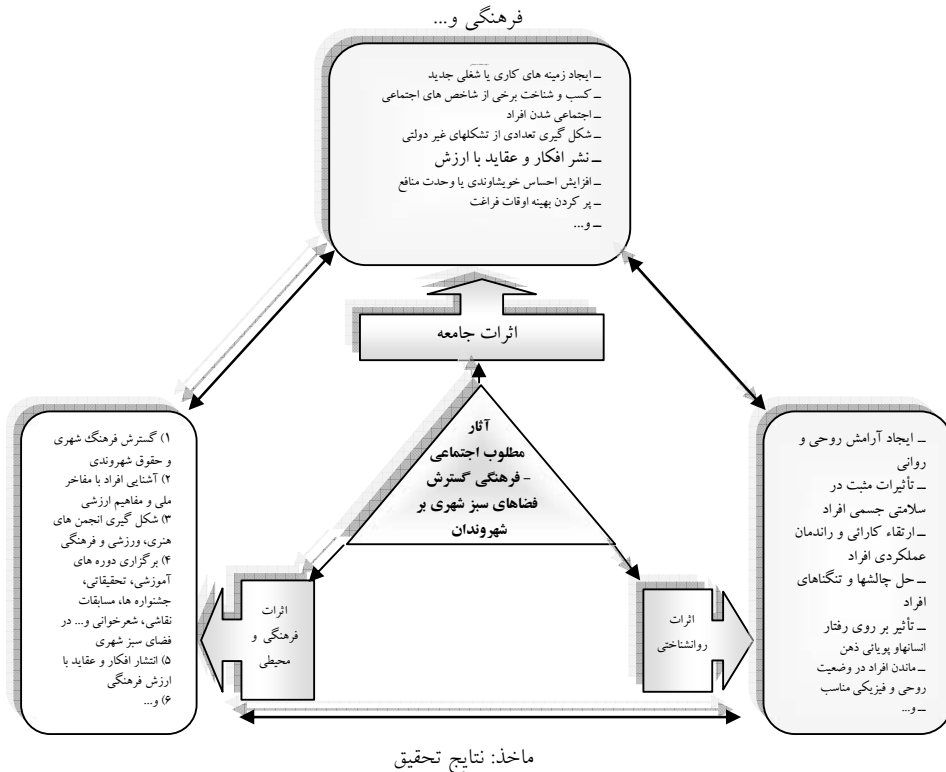 فرهنگی و...
ـ ایجاد زمینه های کاری یا شغلی جدید
ـ کسب و شناخت برخی از شاخص های اجتماعی
ـ اجتماعی شدن افراد
ـ شکل گیری تعدادی از تشکلهای غیر دولتی
ـ نشر افکار و عقاید با ارزش
ـ افزایش احساس خویشاوندی یا وحدت منافع
ـ پر کردن بهینه اوقات فراغت
ـ و...
اثرات جامعه
آثار
مطلوب اجتماعی
– فرهنگی گسترش
فضاهای سبز شهری بر
شهروندان
ـ ایجاد آرامش روحی و
روانی
ـ تأثیرات مثبت در
سلامتی جسمی افراد
ـ ارتقاء کارائی و راندمان
عملکردی افراد
ـ حل چالشها و تنگناهای
افراد
ـ تأثیر بر روی رفتار
انسانهاو پویائی ذهن
ـ ماندن افراد در وضعیت
روحی و فیزیکی مناسب
ـ و...
اثرات
روانشناختی
اثرات
فرهنگی و
محیطی
۱) گسترش فرهنگ شهری
و حقوق شهروندی
۲) آشنایی افراد با مفاخر
ملی و مفاهیم ارزشی
۳) شکل گیری انجمن های
هنری، ورزشی و فرهنگی
۴) برگزاری دوره های
آموزشی، تحقیقاتی،
جشنواره ها، مسابقات
نقاشی، شعرخوانی و... در
فضای سبز شهری
۵) انتشار افکار و عقاید با
ارزش فرهنگی
۶) و...
ماخذ: نتایج تحقیق